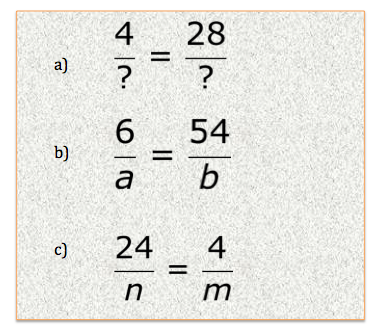 a) 4/? = 28/?
b) 6/a = 54/b
c) 24/n = 4/m